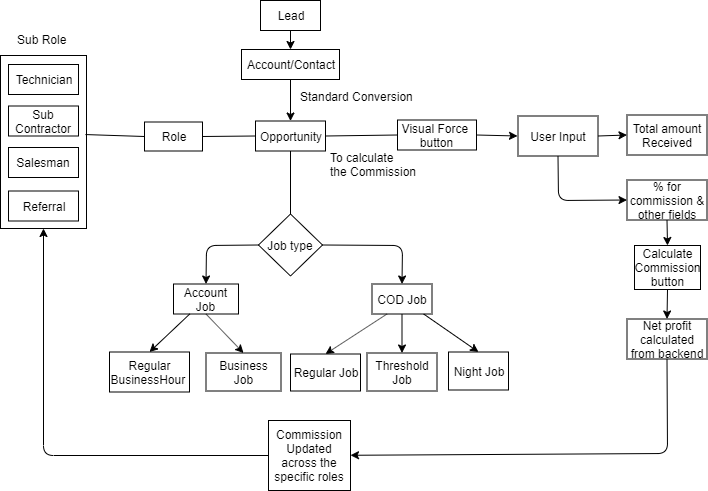 Lead
Sub Role
Account/Contact
Technician
Standard Conversion
Sub
Contractor
Role
Opportunity
Visual Force
button
User Input
Total amount
Received
To calculate
the Commission
Salesman
Referral
% for
commission &
other fields
Job type
Calculate
Commission
button
Account
Job
COD Job
Net profit
calculated
from backend
Regular
BusinessHour
Business
Job
Regular Job
Threshold
Job
Night Job
Commission
Updated
across the
specific roles